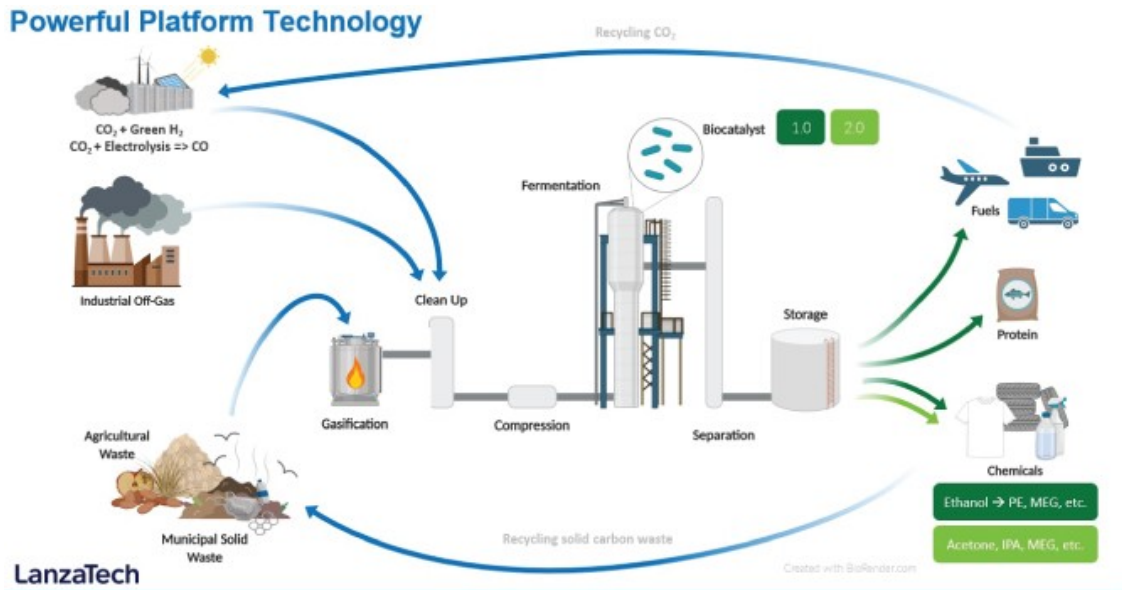 Powerful Platform Technology
Recycling CO₂
CO₂ + Green H₂
CO₂ + Electrolysis => CO
Biocatalyst
1.0
2.0
Fermentation
Fuels
Industrial Off-Gas
Clean Up
Storage
Protein
Gasification
Compression
Separation
Agricultural
Waste
Chemicals
Ethanol → PE, MEG, etc.
Acetone, IPA, MEG, etc.
Municipal Solid
Waste
Recycling solid carbon waste
Created with BioRender.com
LanzaTech